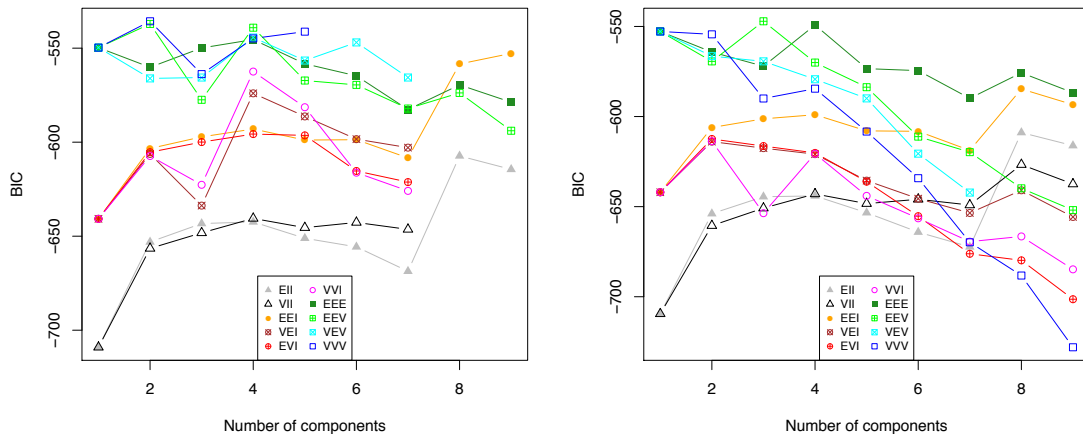 BIC
-550
-600
-650
-700
EII VVI
VII EEE
EEI EEV
VEI VEV
EVI VVV
2 4 6 8
Number of components
BIC
-550
-600
-650
-700
EII VVI
VII EEE
EEI EEV
VEI VEV
EVI VVV
2 4 6 8
Number of components